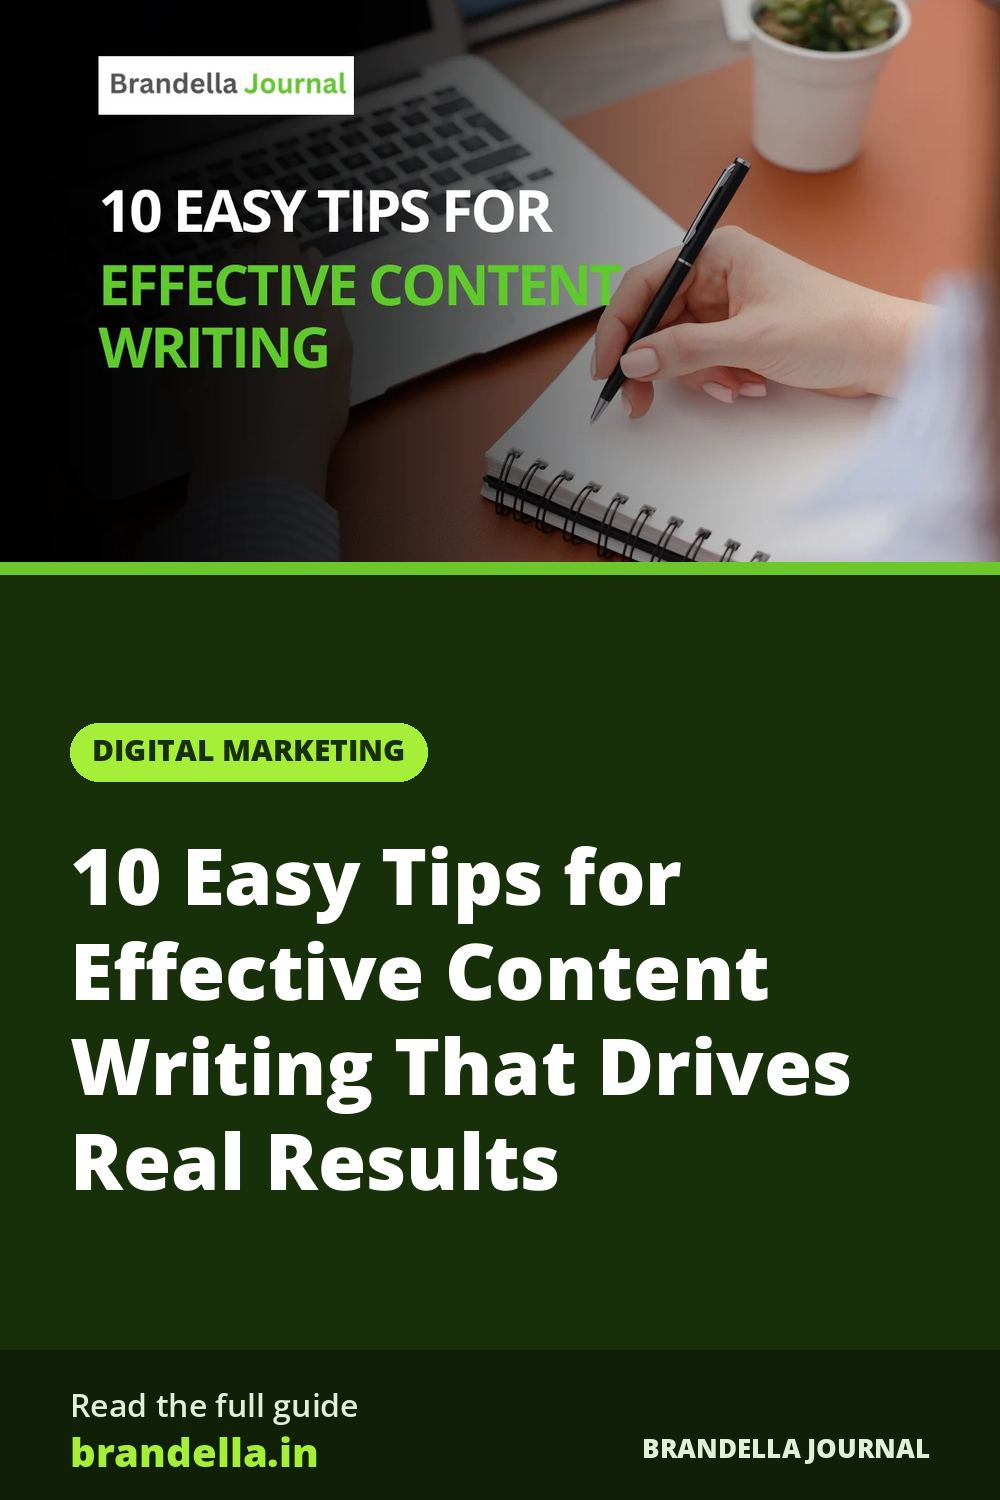 Brandella Journal
10 EASY TIPS FOR
EFFECTIVE CONTENT
WRITING
DIGITAL MARKETING
10 Easy Tips for
Effective Content
Writing That Drives
Real Results
Read the full guide
brandella.in
BRANDELLA JOURNAL